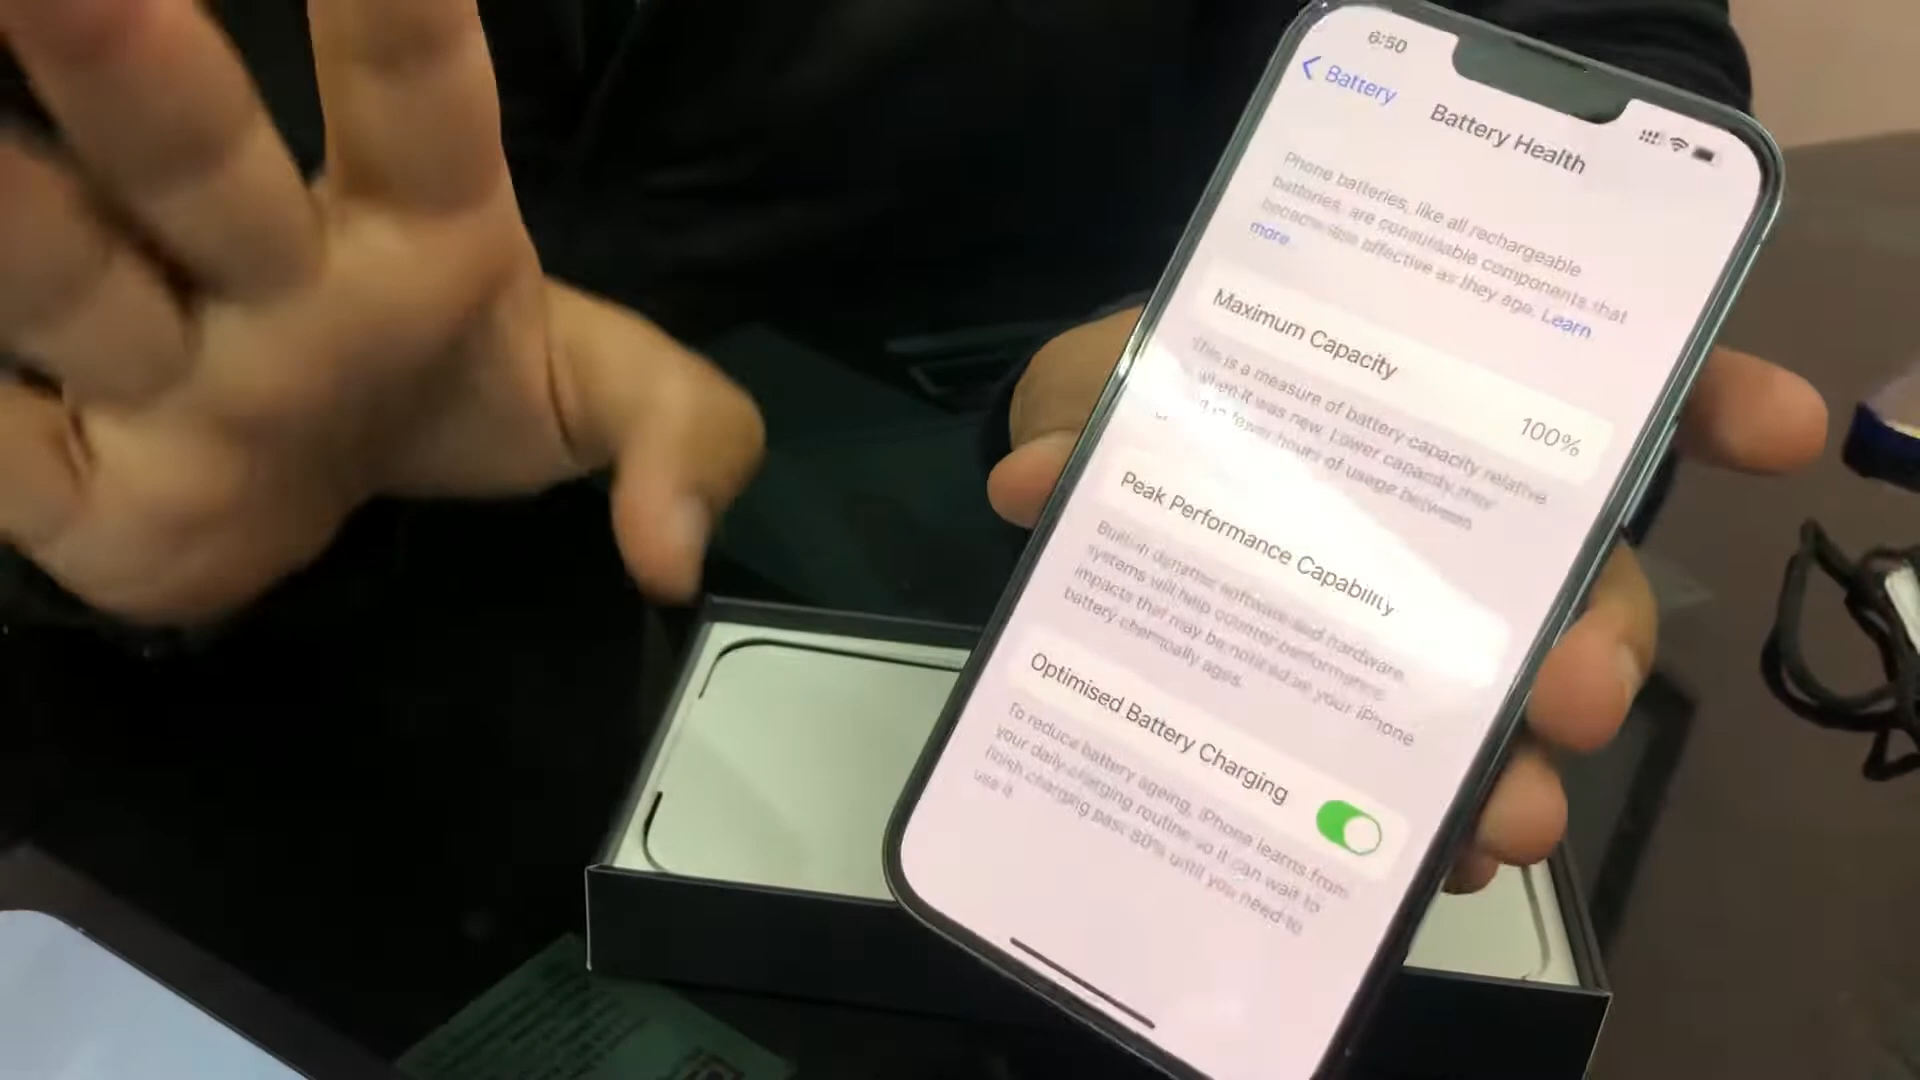 6:50
Battery
Battery Health
Phone batteries, like all rechargeable
batteries, are consumable components that
become less effective as they age. Learn
more
Maximum Capacity
100%
This is a measure of battery capacity relative
when it was new. Lower capacity may
in fewer hours of usage between
Peak Performance Capability
Built-in dynamic software and hardware
systems will help counter performance
impacts that may be noticed as your iPhone
battery chemically ages.
Optimised Battery Charging
To reduce battery ageing, iPhone learns from
your daily charging routine so it can wait to
finish charging past 80% until you need to
use it.